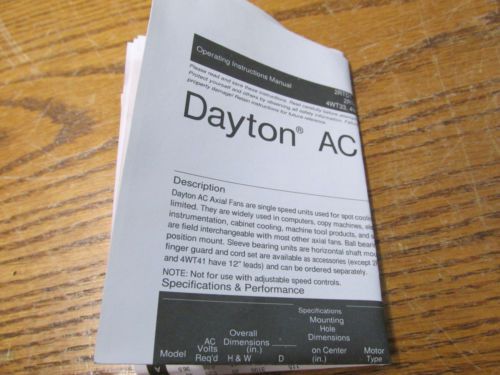 Operating Instructions Manual
4WT33,
Please read and save these instructions. Read carefully before
Protect yourself and others by observing all safety information.
property damage! Retain instructions for future reference.
Dayton® AC
Description
Dayton AC Axial Fans are single speed units used for spot
limited. They are widely used in computers, copy machines,
instrumentation, cabinet cooling, machine tool products, and
are field interchangeable with most other axial fans. Ball
position mount. Sleeve bearing units are horizontal shaft
finger guard and cord set are available as accessories (except
and 4WT41 have 12" leads) and can be ordered separately.
NOTE: Not for use with adjustable speed controls.
Specifications & Performance
Specifications
Mounting
Overall Hole
AC Dimensions Dimensions
Volts (in.) on Center Motor
Model Req'd H & W D (in.) Type